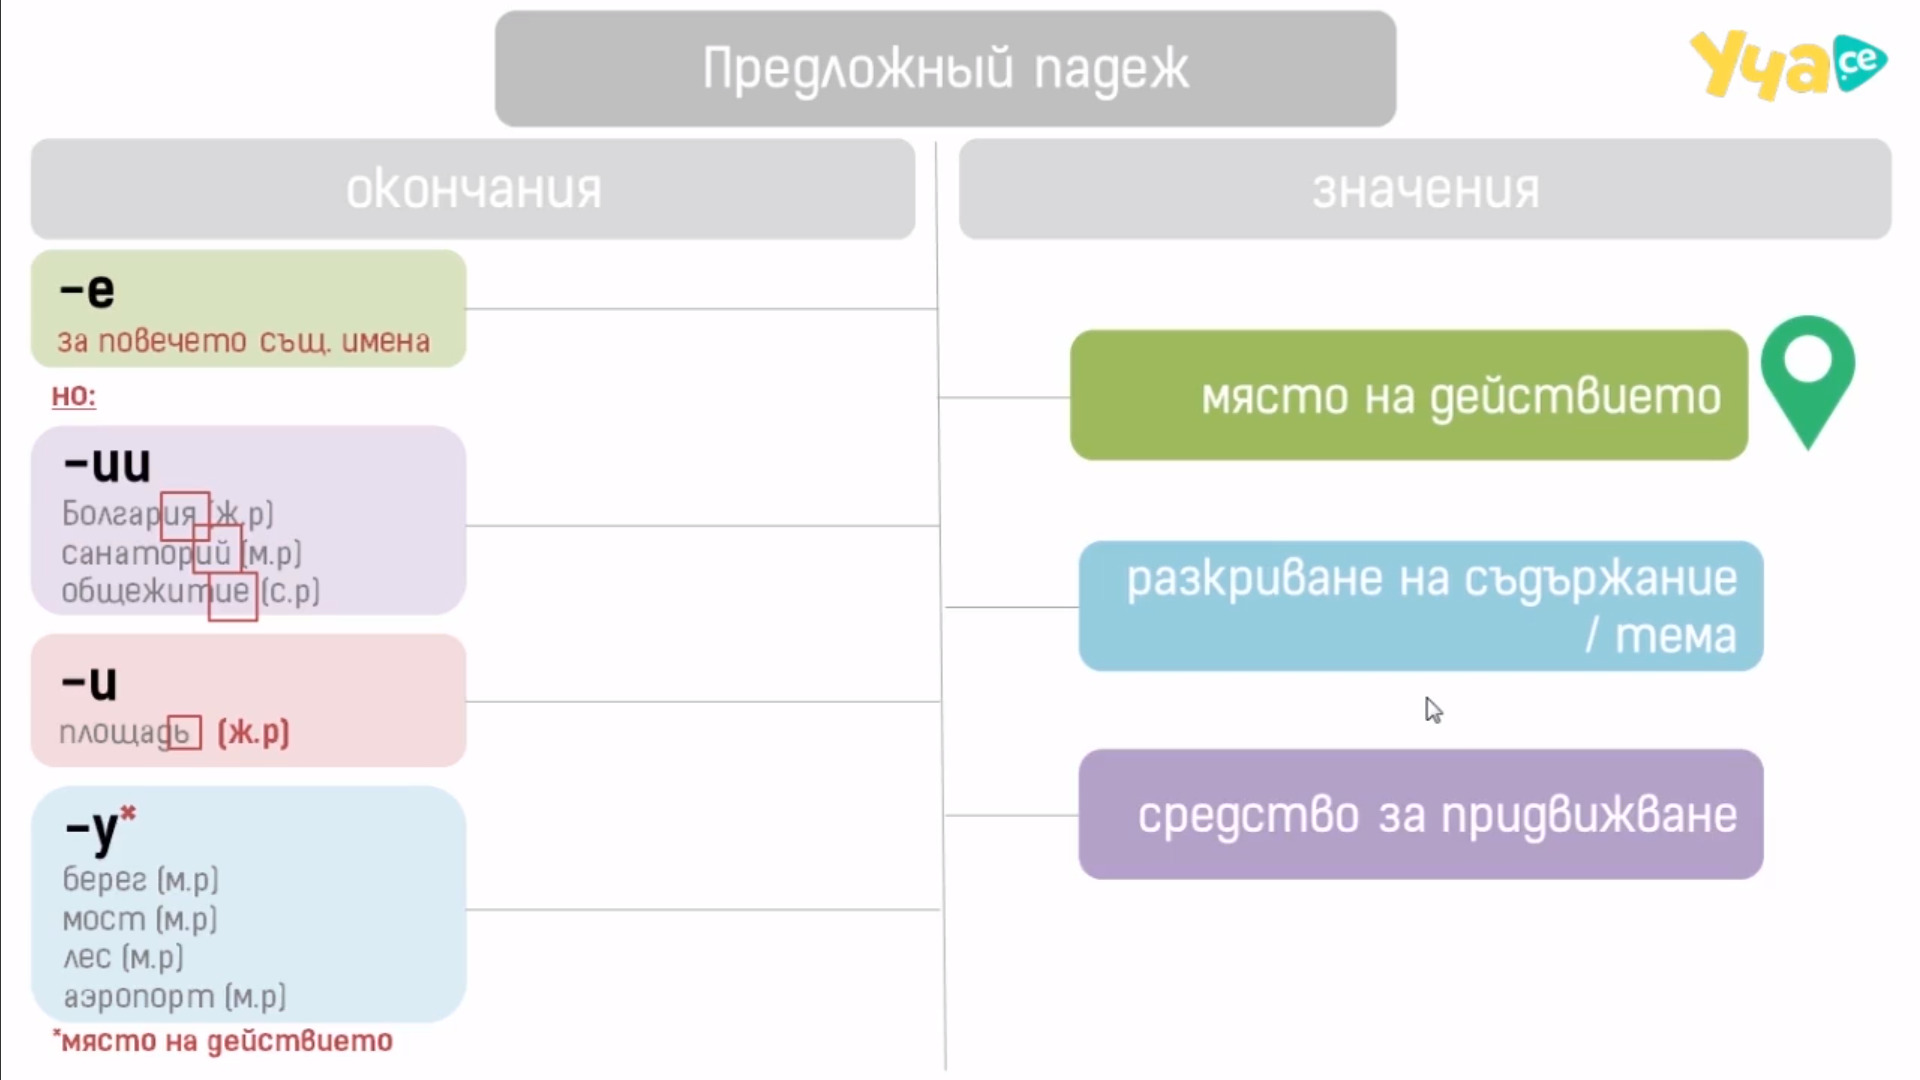 Предложный падеж
Уча.се
окончания
значения
-е
за повечето същ. имена
но:
-ии
Болгария (ж.р)
санаторий (м.р)
общежитие (с.р)
-и
площадь (ж.р)
-у*
берег (м.р)
мост (м.р)
лес (м.р)
аэропорт (м.р)
*място на действието
място на действието
разкриване на съдържание
/ тема
средство за придвижване